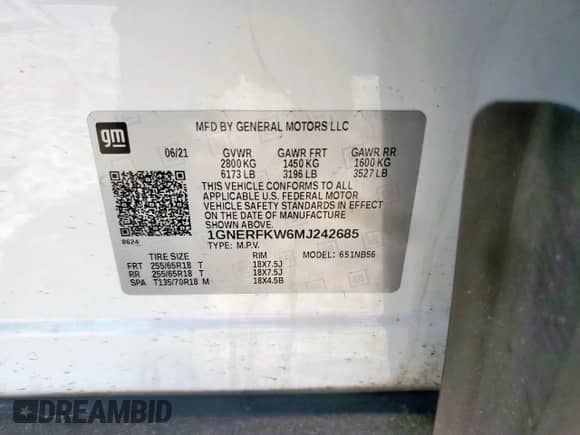 gm
MFD BY GENERAL MOTORS LLC
06/21 GVWR GAWR FRT GAWR RR
2800 KG 1450 KG 1600 KG
6173 LB 3196 LB 3527 LB
THIS VEHICLE CONFORMS TO ALL
APPLICABLE U.S. FEDERAL MOTOR
VEHICLE SAFETY STANDARDS IN EFFECT
ON THE DATE OF MANUFACTURE
SHOWN ABOVE.
8624
1GNERFKW6MJ242685
TYPE: M.P.V.
TIRE SIZE RIM MODEL: 651NB56
FRT 255/65R18 T 18X7.5J
RR 255/65R18 T 18X7.5J
SPA T135/70R18 M 18X4.5B
DREAMBID